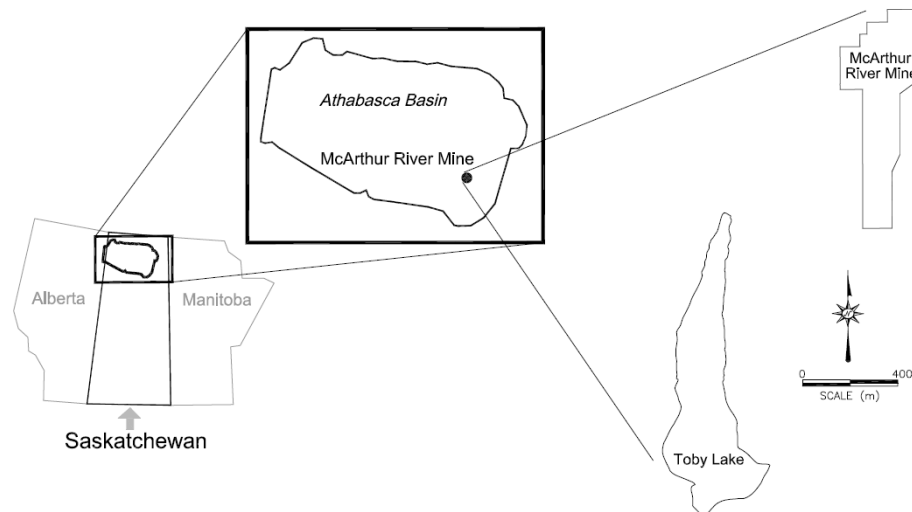 Athabasca Basin
McArthur River Mine
McArthur
River Mine
Alberta
Manitoba
Saskatchewan
Toby Lake
N
0
400
SCALE (m)